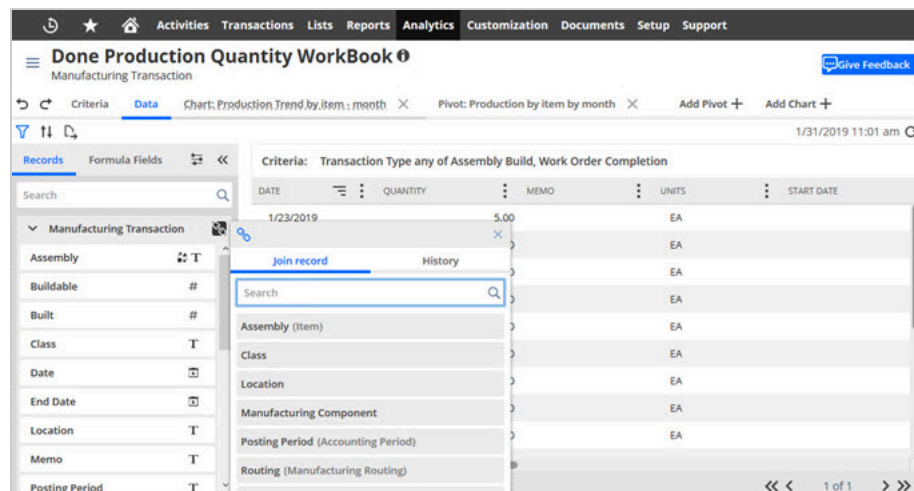 Activities Transactions Lists Reports Analytics Customization Documents Setup Support
Done Production Quantity WorkBook
Manufacturing Transaction
Give Feedback
Criteria Data Chart: Production Trend by item - month Pivot: Production by item by month Add Pivot + Add Chart +
1/31/2019 11:01 am
Records Formula Fields
Criteria: Transaction Type any of Assembly Build, Work Order Completion
Search
DATE QUANTITY MEMO UNITS START DATE
1/23/2019 5.00 EA
Manufacturing Transaction
Assembly T
Buildable #
Built #
Class T
Date
End Date
Location T
Memo T
Posting Period T
Join record History
Search
Assembly (Item)
Class
Location
Manufacturing Component
Posting Period (Accounting Period)
Routing (Manufacturing Routing)
EA
EA
EA
EA
EA
EA
EA
EA
1 of 1